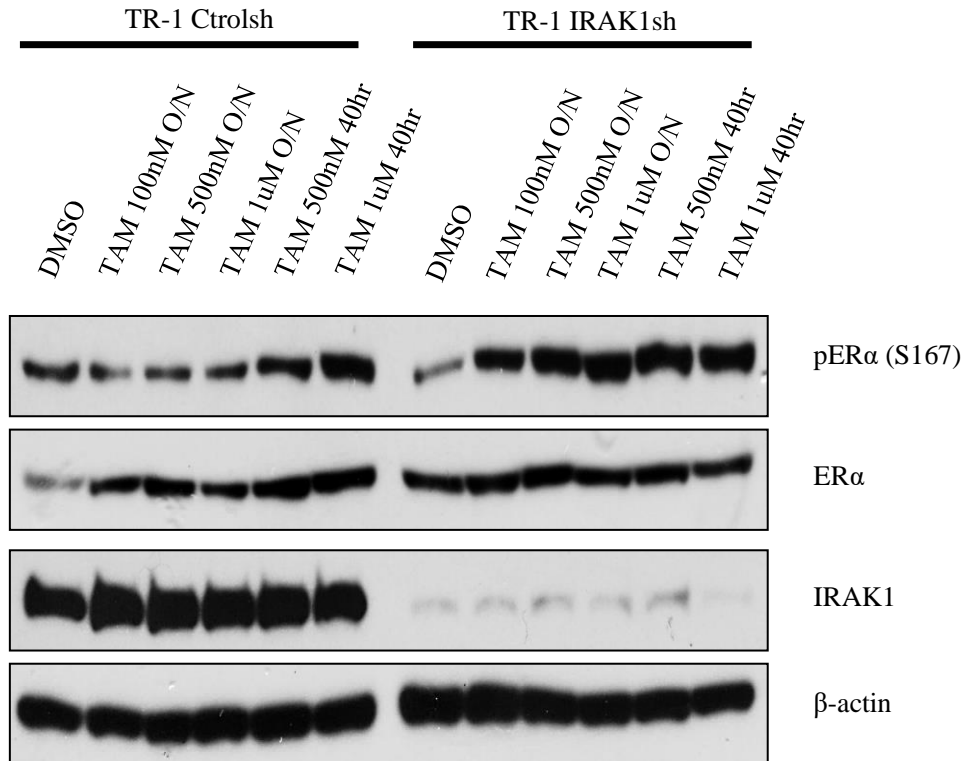 TR-1 Ctrolsh
TR-1 IRAK1sh
DMSO
TAM 100nM O/N
TAM 500nM O/N
TAM 1uM O/N
TAM 500nM 40hr
TAM 1uM 40hr
DMSO
TAM 100nM O/N
TAM 500nM O/N
TAM 1uM O/N
TAM 500nM 40hr
TAM 1uM 40hr
pERα (S167)
ERα
IRAK1
β-actin